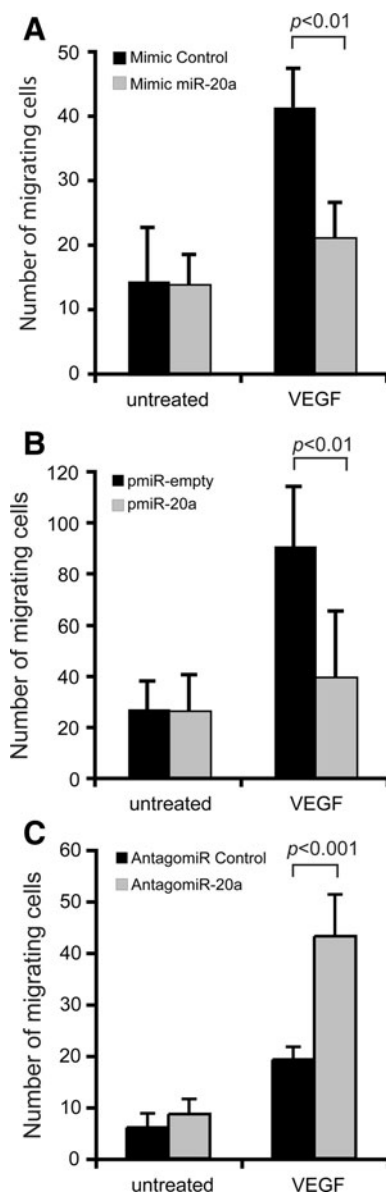 A
p<0.01
50
Mimic Control
Mimic miR-20a
40
30
20
10
0
Number of migrating cells
untreated VEGF
B
p<0.01
120
pmiR-empty
pmiR-20a
100
80
60
40
20
0
Number of migrating cells
untreated VEGF
C
60
AntagomiR Control
AntagomiR-20a
p<0.001
50
40
30
20
10
0
Number of migrating cells
untreated VEGF